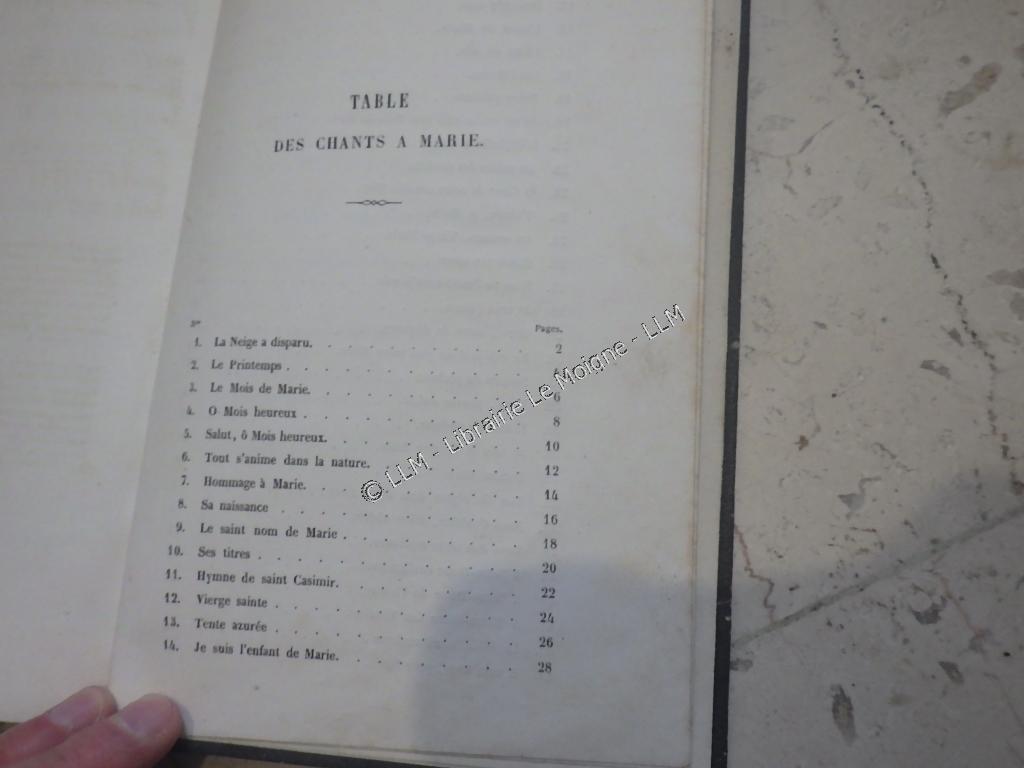 TABLE
DES CHANTS A MARIE.
Nos Pages.
1. La Neige a disparu. 2
2. Le Printemps . 4
3. Le Mois de Marie. 6
4. O Mois heureux . 8
5. Salut, ô Mois heureux. 10
6. Tout s'anime dans la nature. 12
7. Hommage à Marie. 14
8. Sa naissance . 16
9. Le saint nom de Marie . 18
10. Ses titres . 20
11. Hymne de saint Casimir. 22
12. Vierge sainte . 24
13. Tente azurée . 26
14. Je suis l'enfant de Marie. 28
© LLM - Librairie Le Moigne - LLM